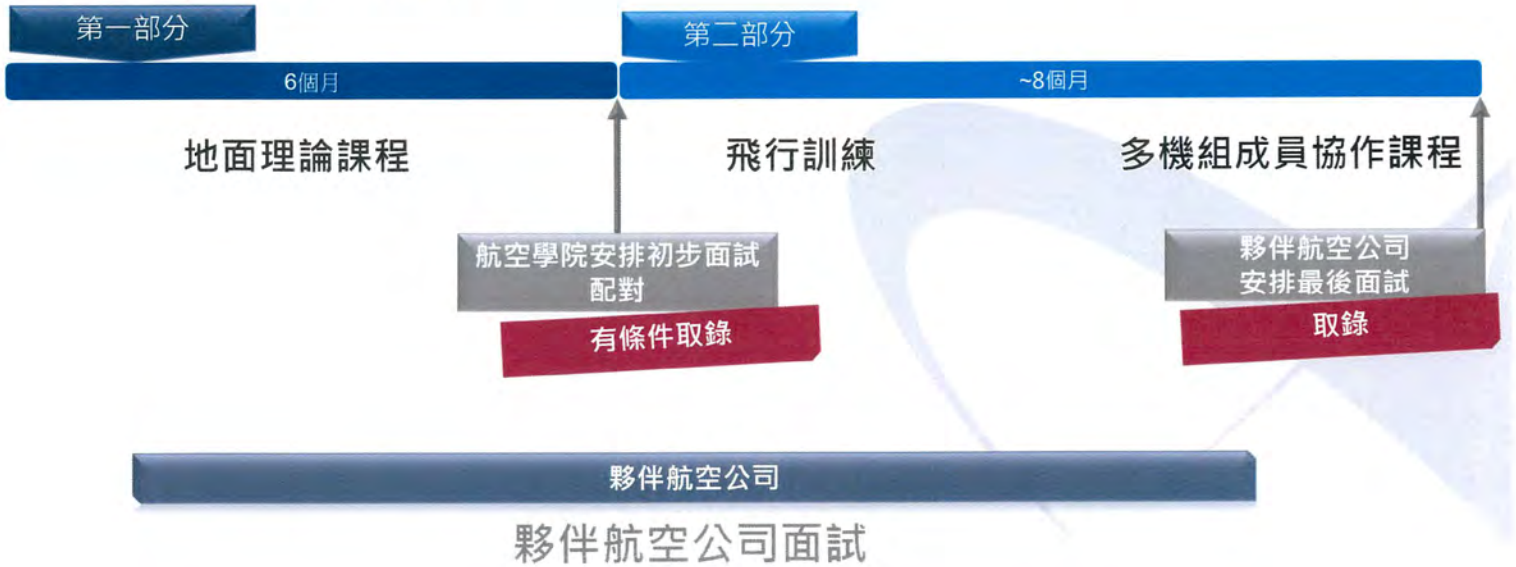 第一部分
第二部分
6個月
~8個月
地面理論課程
飛行訓練
多機組成員協作課程
航空學院安排初步面試
配對
有條件取錄
夥伴航空公司
安排最後面試
取錄
夥伴航空公司
夥伴航空公司面試